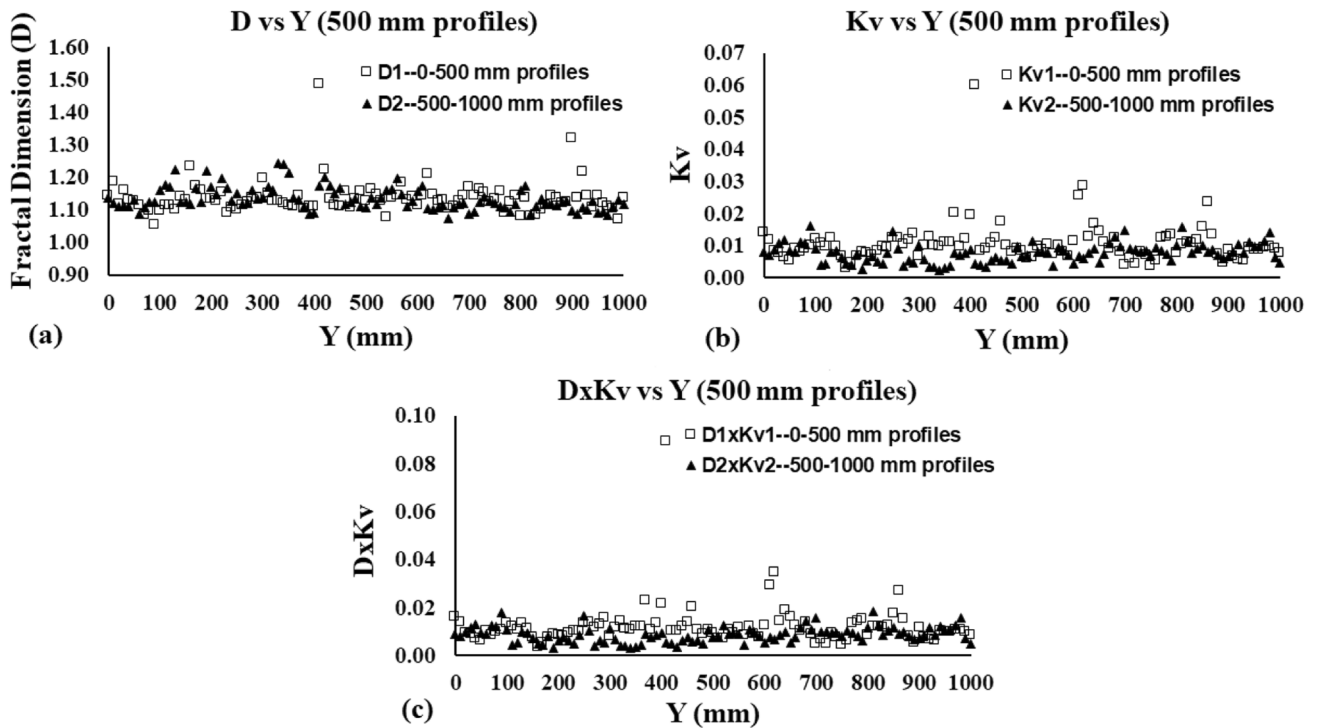 D vs Y (500 mm profiles)
Fractal Dimension (D)
1.60
1.50
1.40
1.30
1.20
1.10
1.00
0.90
D1--0-500 mm profiles
D2--500-1000 mm profiles
0 100 200 300 400 500 600 700 800 900 1000
(a)
Y (mm)
Kv vs Y (500 mm profiles)
Kv
0.07
0.06
0.05
0.04
0.03
0.02
0.01
0.00
Kv1--0-500 mm profiles
Kv2--500-1000 mm profiles
0 100 200 300 400 500 600 700 800 900 1000
(b)
Y (mm)
DxKv vs Y (500 mm profiles)
DxKv
0.10
0.08
0.06
0.04
0.02
0.00
D1xKv1--0-500 mm profiles
D2xKv2--500-1000 mm profiles
0 100 200 300 400 500 600 700 800 900 1000
(c)
Y (mm)